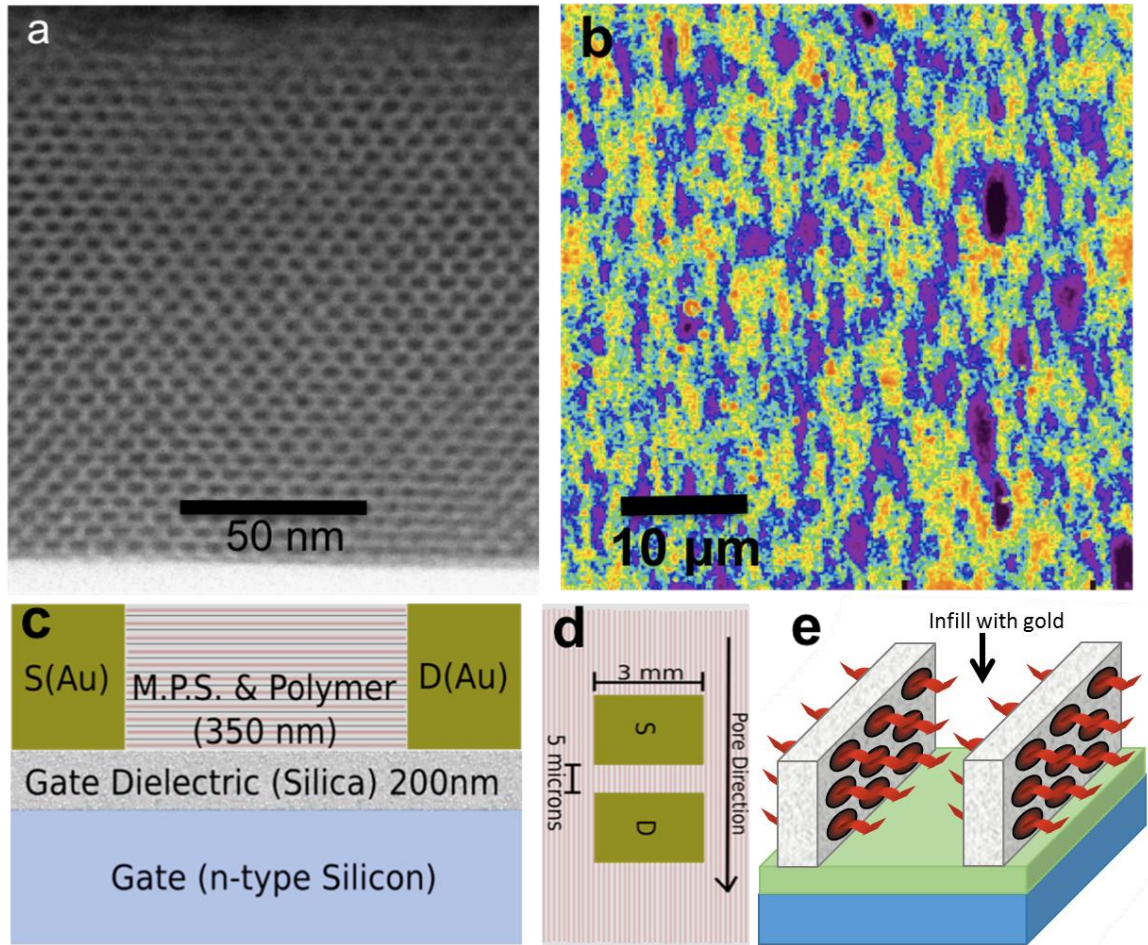 a
50 nm
b
10 μm
c
S(Au)
M.P.S. & Polymer
(350 nm)
D(Au)
Gate Dielectric (Silica) 200nm
Gate (n-type Silicon)
d
3 mm
S
5 microns
D
Pore Direction
e
Infill with gold